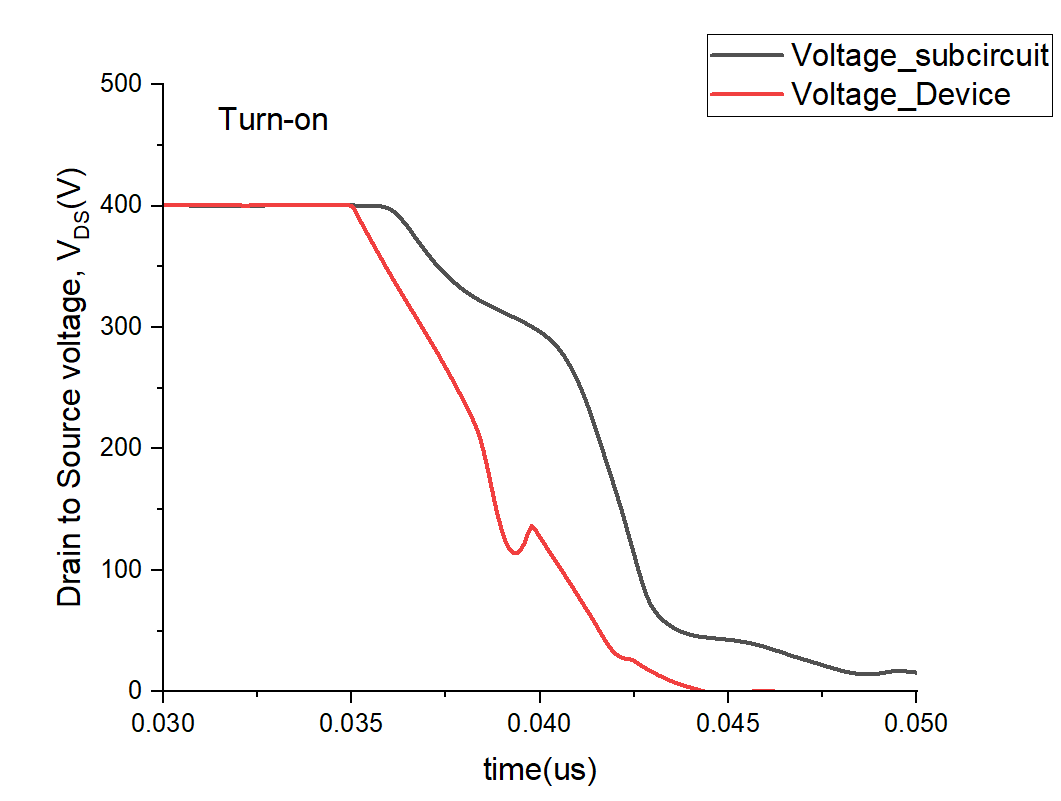 Voltage_subcircuit
Voltage_Device
Turn-on
500
400
300
200
100
0
Drain to Source voltage, V_DS(V)
0.030 0.035 0.040 0.045 0.050
time(us)